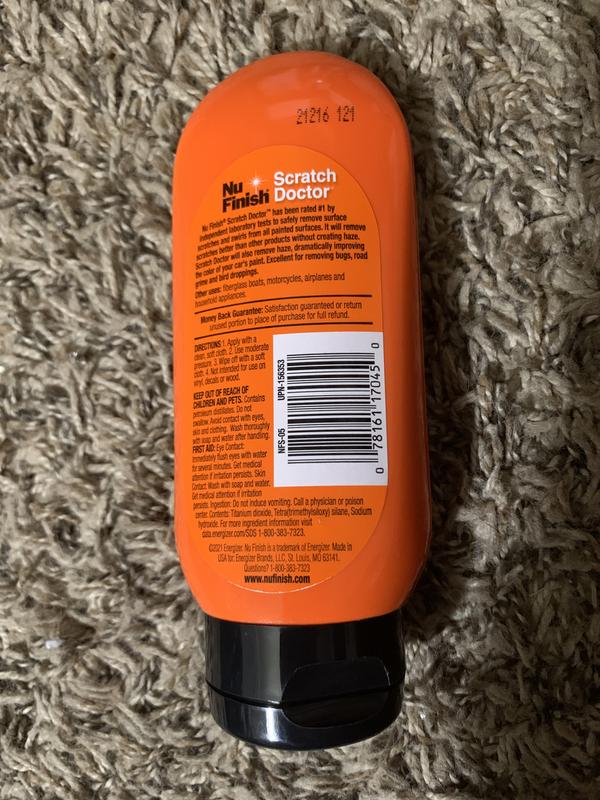 21216 121
Nu
Finish®
Scratch
Doctor™
Nu Finish® Scratch Doctor™ has been rated #1 by
independent laboratory tests to safely remove surface
scratches and swirls from all painted surfaces. It will remove
scratches better than other products without creating haze.
Scratch Doctor will also remove haze, dramatically improving
the color of your car's paint. Excellent for removing bugs, road
grime and bird droppings.
Other uses: fiberglass boats, motorcycles, airplanes and
household appliances.
Money Back Guarantee: Satisfaction guaranteed or return
unused portion to place of purchase for full refund.
DIRECTIONS: 1. Apply with a
clean, soft cloth. 2. Use moderate
pressure. 3. Wipe off with a soft
cloth. 4. Not intended for use on
vinyl, decals or wood.
KEEP OUT OF REACH OF
CHILDREN AND PETS. Contains
petroleum distillates. Do not
swallow. Avoid contact with eyes,
skin and clothing. Wash thoroughly
with soap and water after handling.
FIRST AID: Eye Contact:
Immediately flush eyes with water
for several minutes. Get medical
attention if irritation persists. Skin
Contact: Wash with soap and water.
Get medical attention if irritation
persists. Ingestion: Do not induce vomiting. Call a physician or poison
center. Contents: Titanium dioxide, Tetra(trimethylsiloxy) silane, Sodium
hydroxide. For more ingredient information visit
data.energizer.com/SDS 1-800-383-7323.
©2021 Energizer. Nu Finish is a trademark of Energizer. Made in
USA for: Energizer Brands, LLC, St. Louis, MO 63141.
Questions? 1-800-383-7323
www.nufinish.com
NFS-05 UPN-156353
0 78161 17045 0